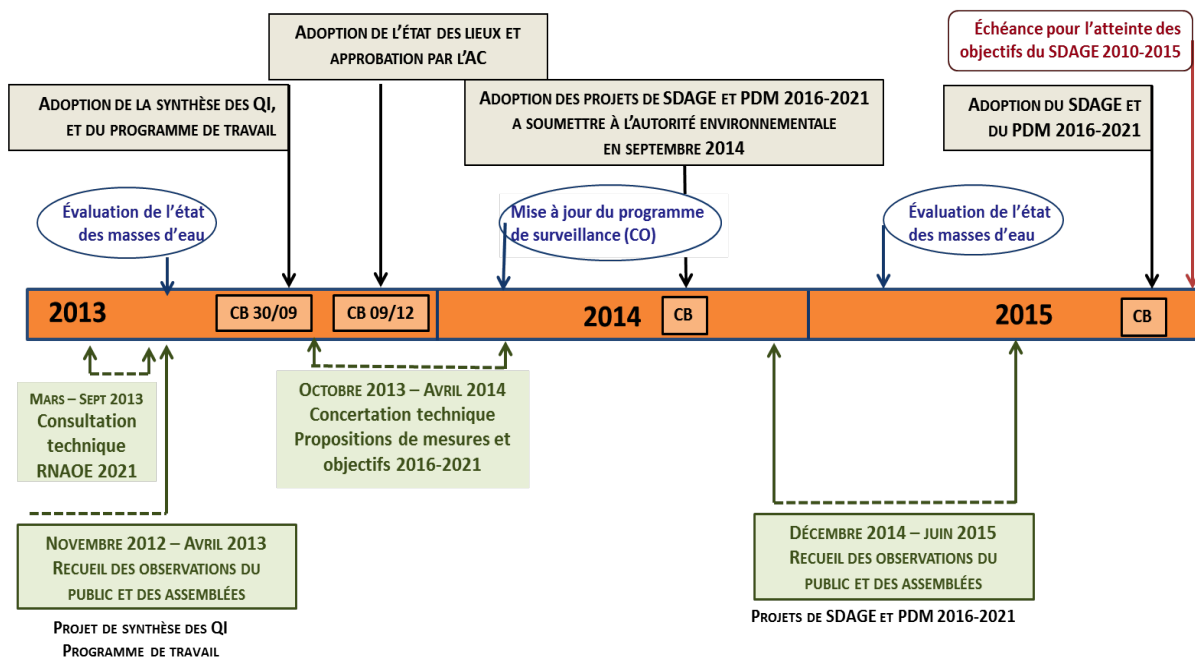 Adoption de l'état des lieux et
approbation par l'AC
Échéance pour l'atteinte des
objectifs du SDAGE 2010-2015
Adoption de la synthèse des QI,
et du programme de travail
Adoption des projets de SDAGE et PDM 2016-2021
a soumettre à l'autorité environnementale
en septembre 2014
Adoption du SDAGE et
du PDM 2016-2021
Évaluation de l'état
des masses d'eau
Mise à jour du programme
de surveillance (CO)
Évaluation de l'état
des masses d'eau
2013
CB 30/09
CB 09/12
2014
CB
2015
CB
Mars – Sept 2013
Consultation
technique
RNAOE 2021
Octobre 2013 – Avril 2014
Concertation technique
Propositions de mesures et
objectifs 2016-2021
Novembre 2012 – Avril 2013
Recueil des observations du
public et des assemblées
Projet de synthèse des QI
Programme de travail
Décembre 2014 – juin 2015
Recueil des observations du
public et des assemblées
Projets de SDAGE et PDM 2016-2021